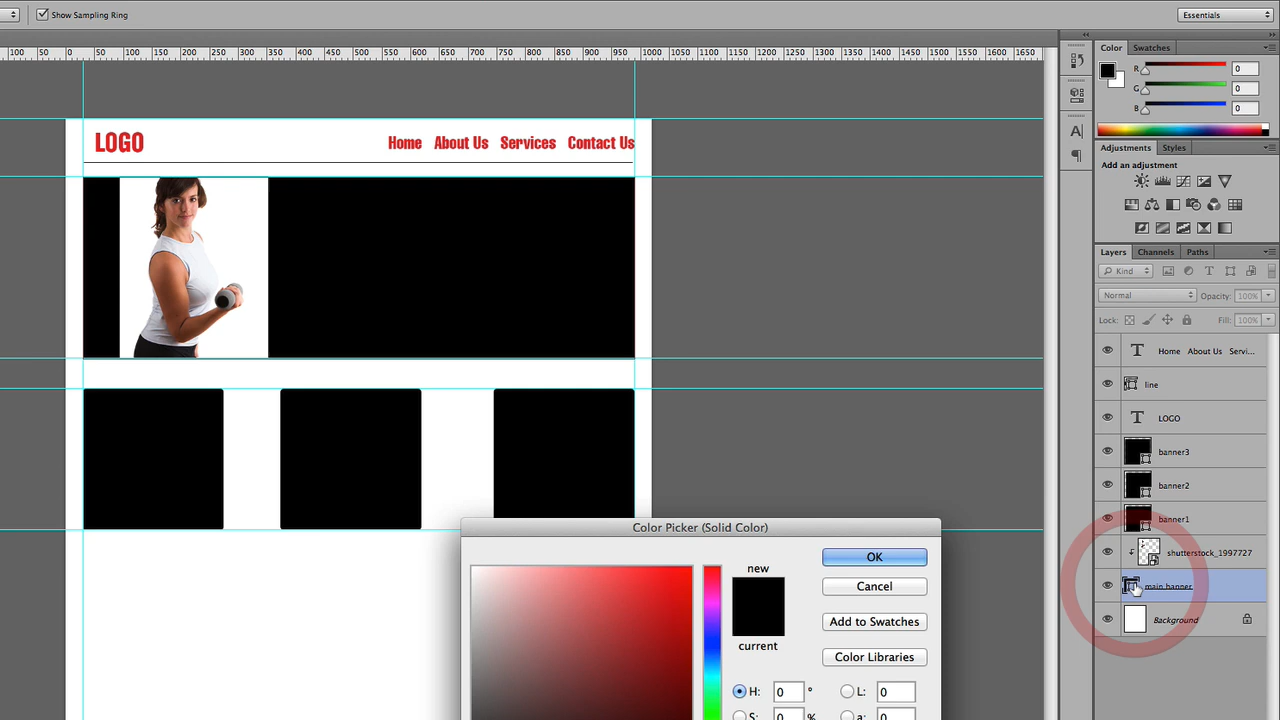 Show Sampling Ring
Essentials
100 50 0 50 100 150 200 250 300 350 400 450 500 550 600 650 700 750 800 850 900 950 1000 1050 1100 1150 1200 1250 1300 1350 1400 1450 1500 1550 1600 1650
Color Swatches
R 0
G 0
B 0
Adjustments Styles
Add an adjustment
LOGO Home About Us Services Contact Us
Layers Channels Paths
Kind
Normal Opacity: 100%
Lock: Fill: 100%
Home About Us Servi...
line
LOGO
banner3
banner2
banner1
shutterstock_1997727
main banner
Background
Color Picker (Solid Color)
new
current
OK
Cancel
Add to Swatches
Color Libraries
H: 0 °
L: 0
S: 0 %
a: 0